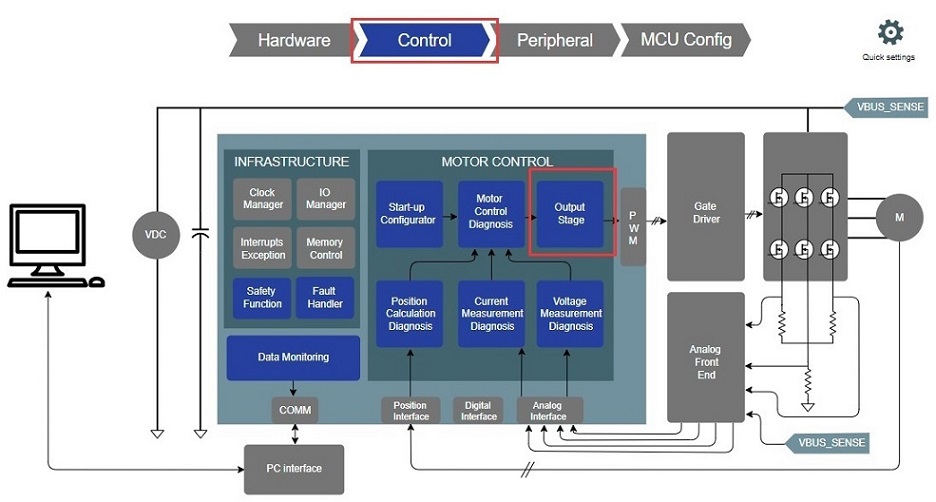 Hardware
Control
Peripheral
MCU Config
Quick settings
VBUS_SENSE
INFRASTRUCTURE
MOTOR CONTROL
Clock
Manager
IO
Manager
Interrupts
Exception
Memory
Control
Safety
Function
Fault
Handler
Data Monitoring
Start-up
Configurator
Motor
Control
Diagnosis
Output
Stage
Position
Calculation
Diagnosis
Current
Measurement
Diagnosis
Voltage
Measurement
Diagnosis
P
W
M
Gate
Driver
M
VDC
Analog
Front
End
COMM
Position
Interface
Digital
Interface
Analog
Interface
VBUS_SENSE
PC interface